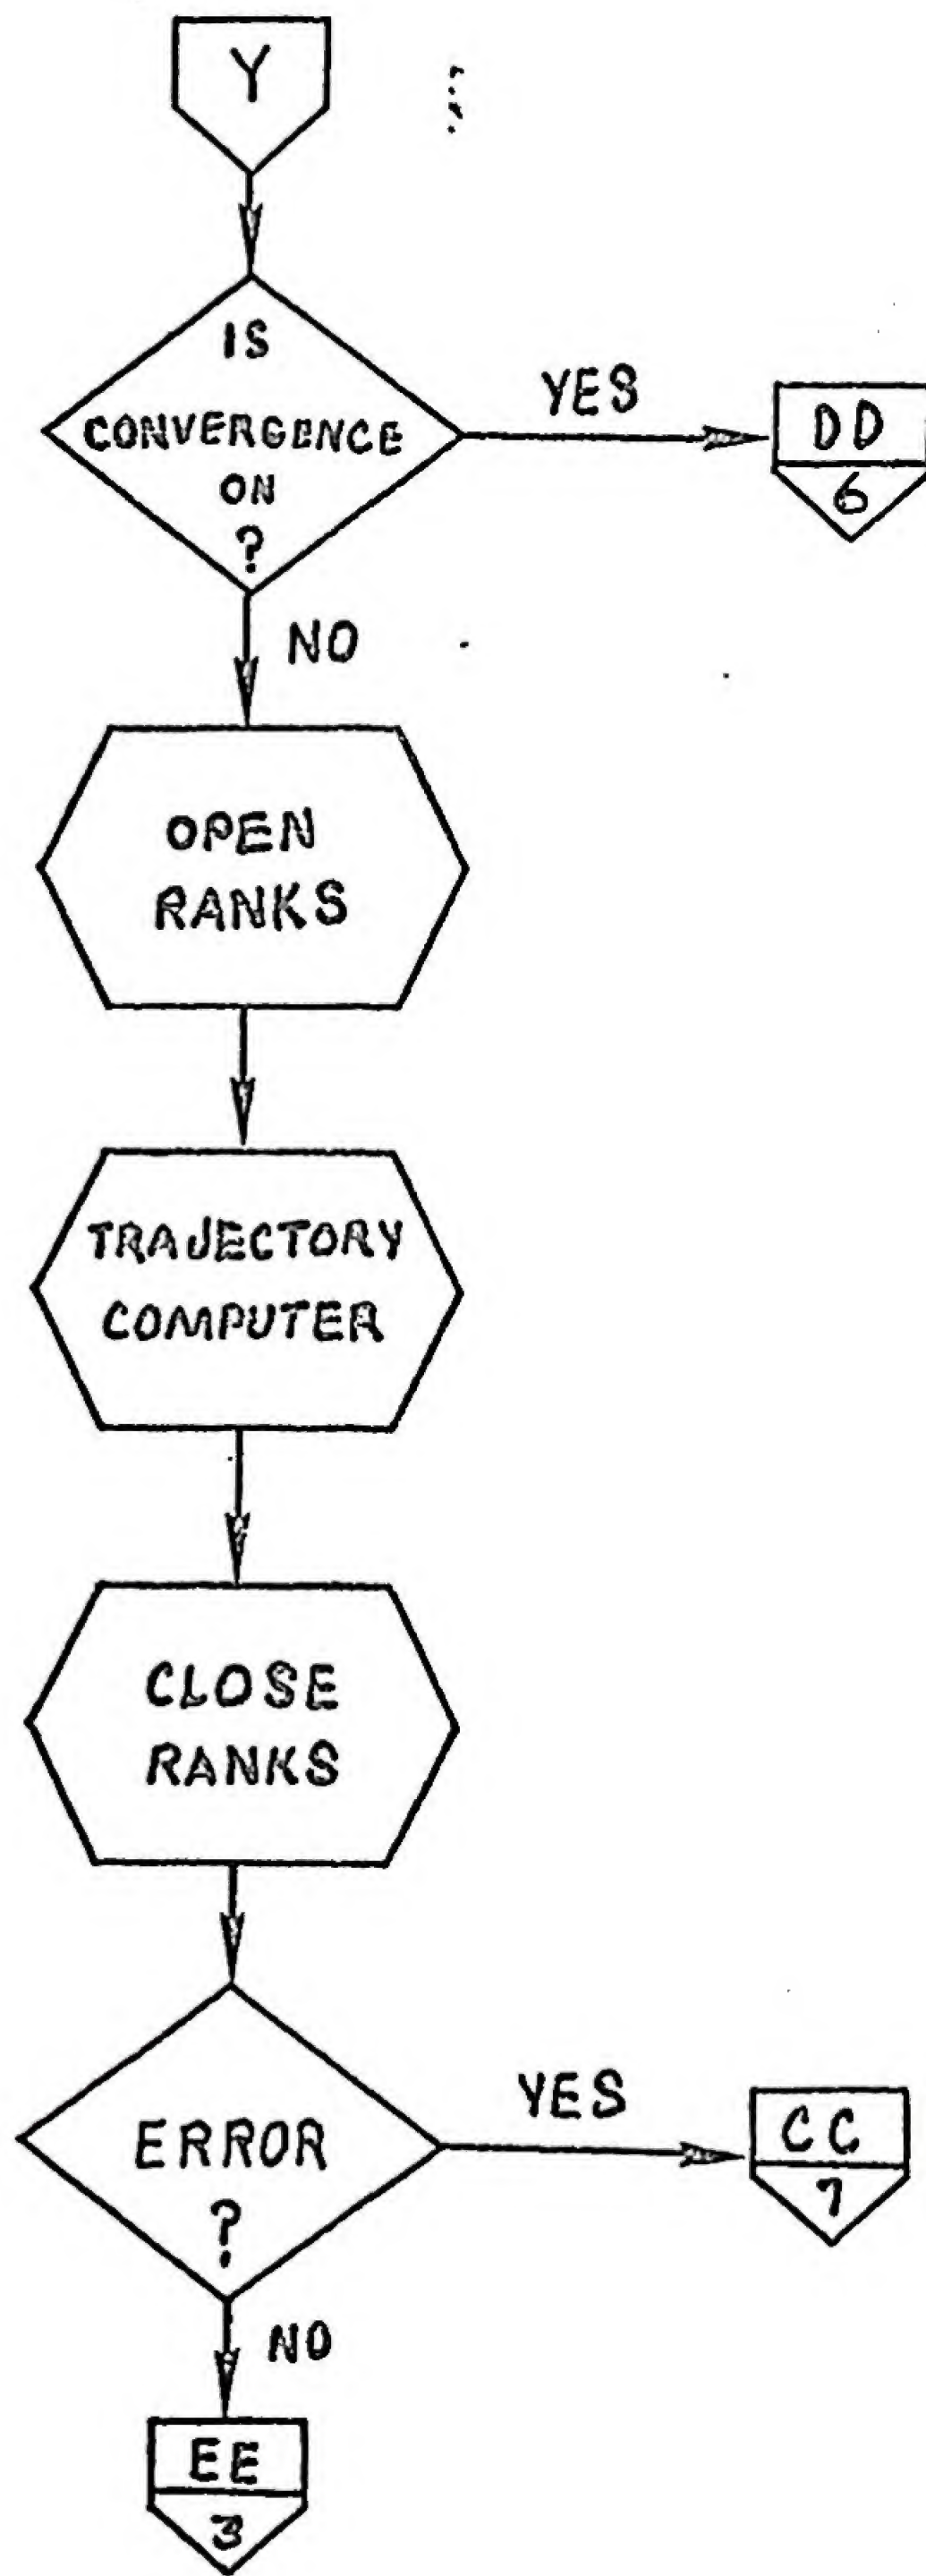 Y
IS
CONVERGENCE
ON
?
YES
DD
6
NO
OPEN
RANKS
TRAJECTORY
COMPUTER
CLOSE
RANKS
ERROR
?
YES
CC
7
NO
EE
3